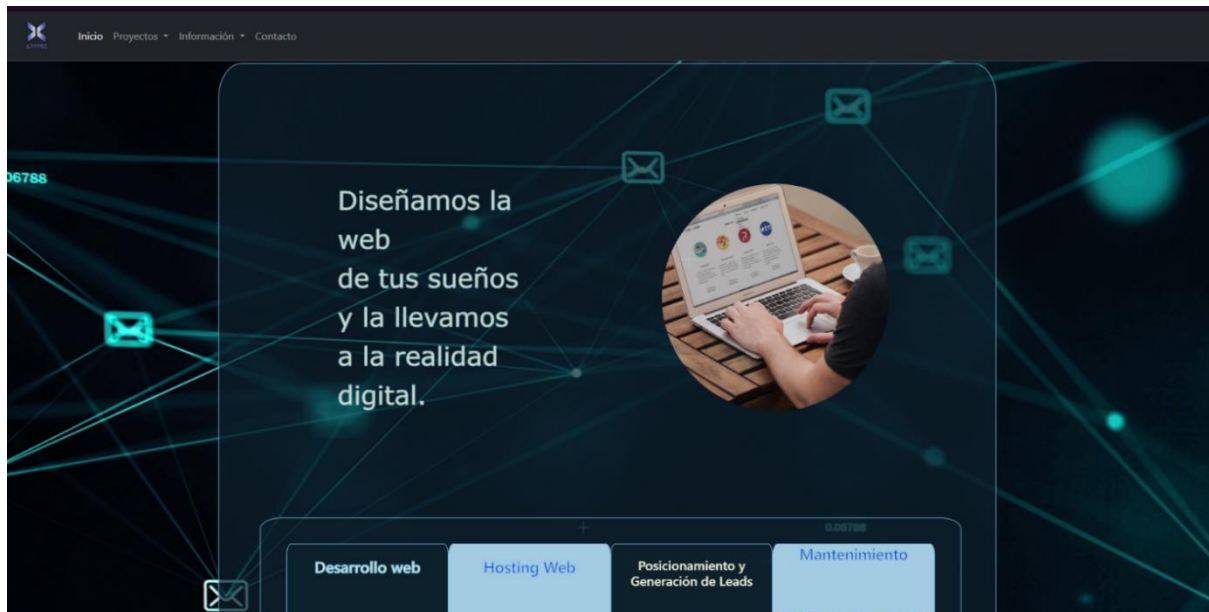 Inicio Proyectos Información Contacto
06788
Diseñamos la
web
de tus sueños
y la llevamos
a la realidad
digital.
0.06788
Desarrollo web
Hosting Web
Posicionamiento y
Generación de Leads
Mantenimiento